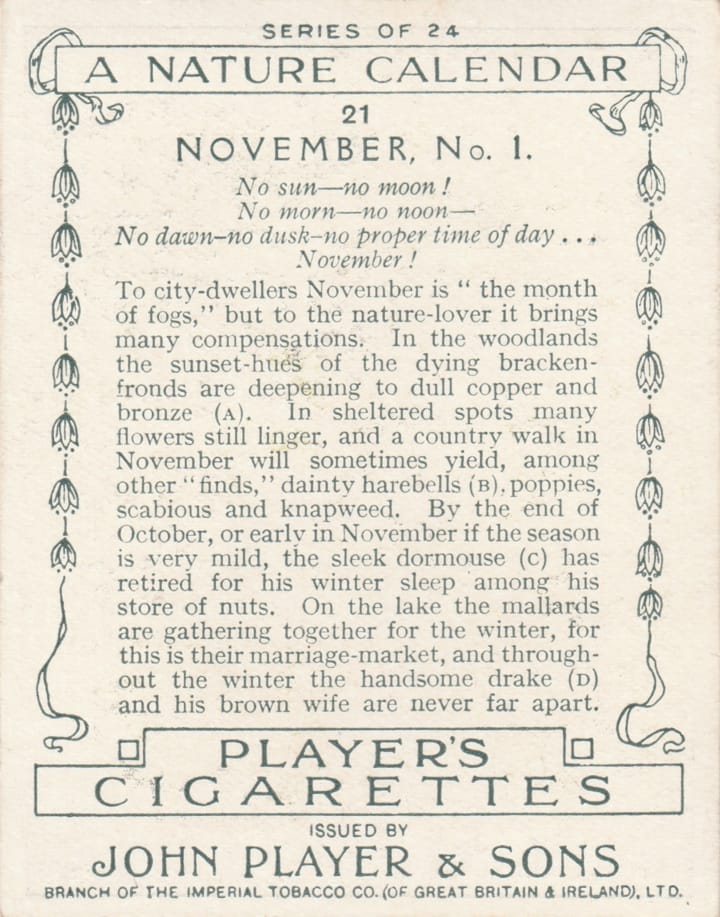 SERIES OF 24
A NATURE CALENDAR
21
NOVEMBER, No. 1.
No sun—no moon!
No morn—no noon—
No dawn–no dusk–no proper time of day . . .
November!
To city-dwellers November is “ the month
of fogs,” but to the nature-lover it brings
many compensations. In the woodlands
the sunset-hues of the dying bracken-
fronds are deepening to dull copper and
bronze (A). In sheltered spots many
flowers still linger, and a country walk in
November will sometimes yield, among
other “finds,” dainty harebells (B), poppies,
scabious and knapweed. By the end of
October, or early in November if the season
is very mild, the sleek dormouse (C) has
retired for his winter sleep among his
store of nuts. On the lake the mallards
are gathering together for the winter, for
this is their marriage-market, and through-
out the winter the handsome drake (D)
and his brown wife are never far apart.
PLAYER'S
CIGARETTES
ISSUED BY
JOHN PLAYER & SONS
BRANCH OF THE IMPERIAL TOBACCO CO. (OF GREAT BRITAIN & IRELAND), LTD.